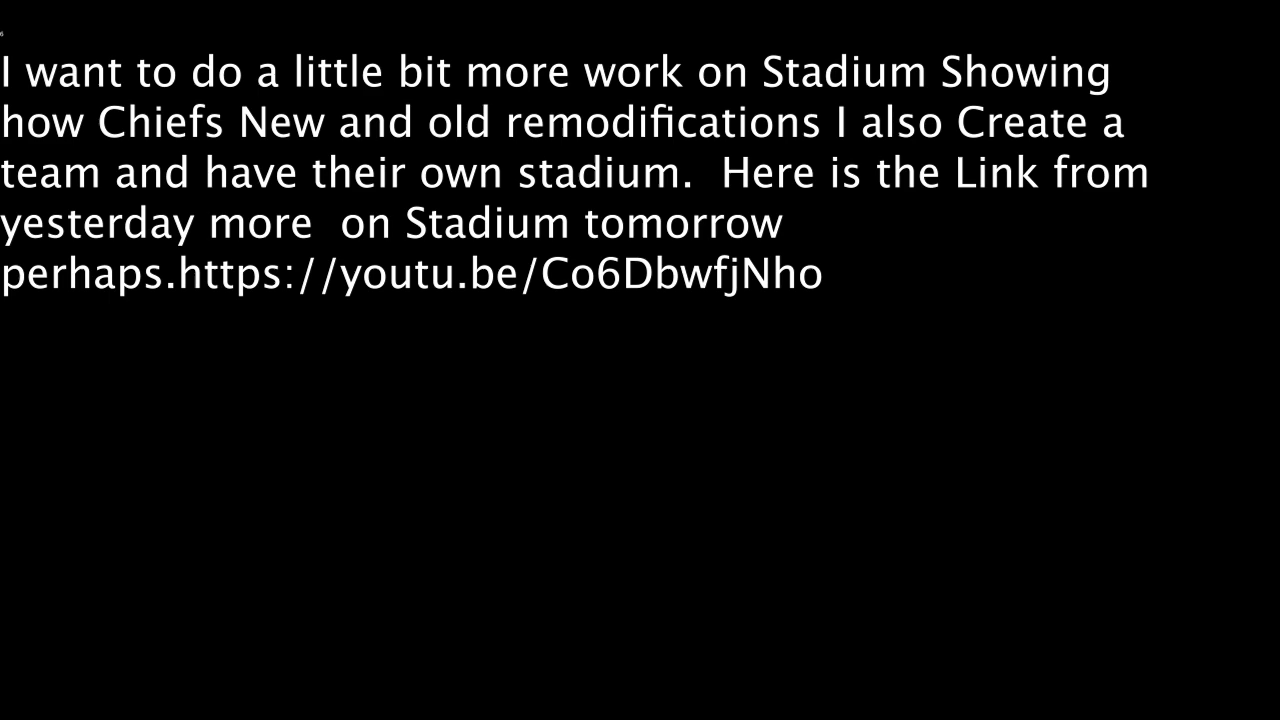 6
I want to do a little bit more work on Stadium Showing
how Chiefs New and old remodifications I also Create a
team and have their own stadium.  Here is the Link from
yesterday more  on Stadium tomorrow
perhaps.https://youtu.be/Co6DbwfjNho